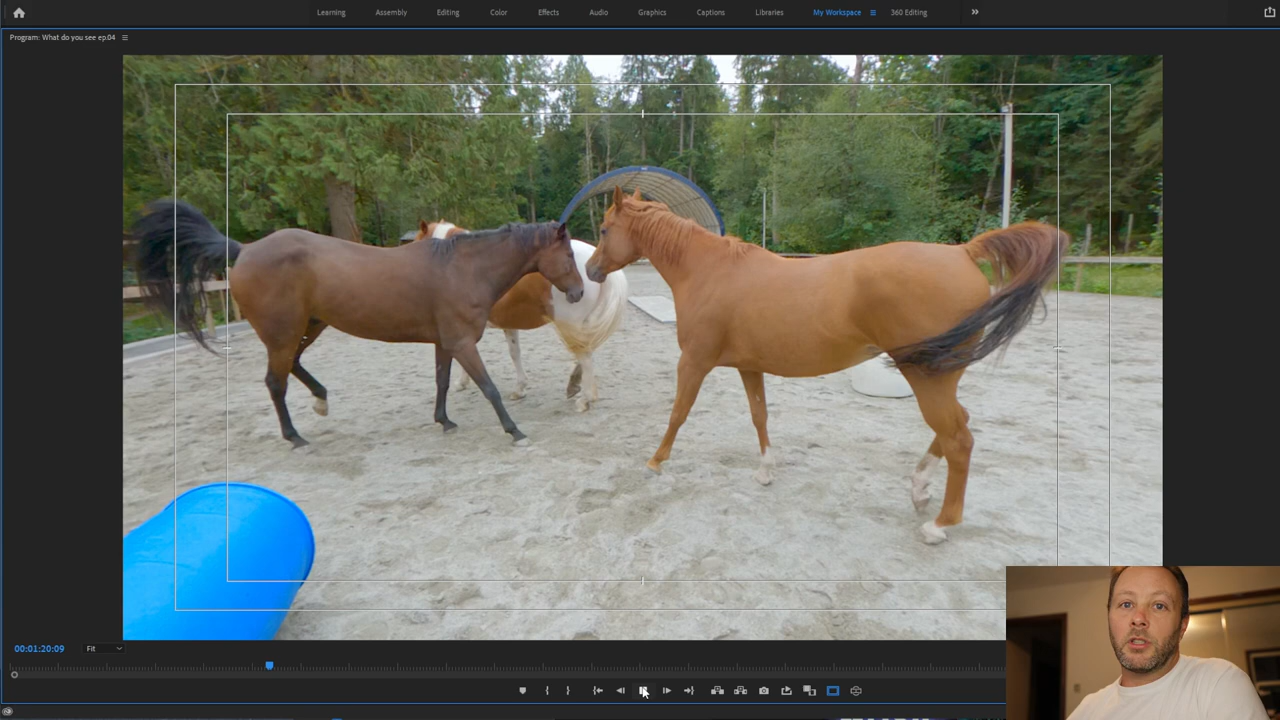 Learning Assembly Editing Color Effects Audio Graphics Captions Libraries My Workspace 360 Editing
Program: What do you see ep.04
00:01:20:09 Fit